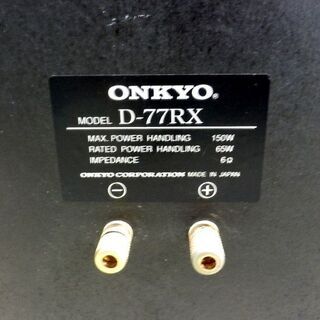 ONKYO®
MODEL D-77RX
MAX. POWER HANDLING 150W
RATED POWER HANDLING 65W
IMPEDANCE 6Ω
ONKYO CORPORATION MADE IN JAPAN
⊖ ⊕